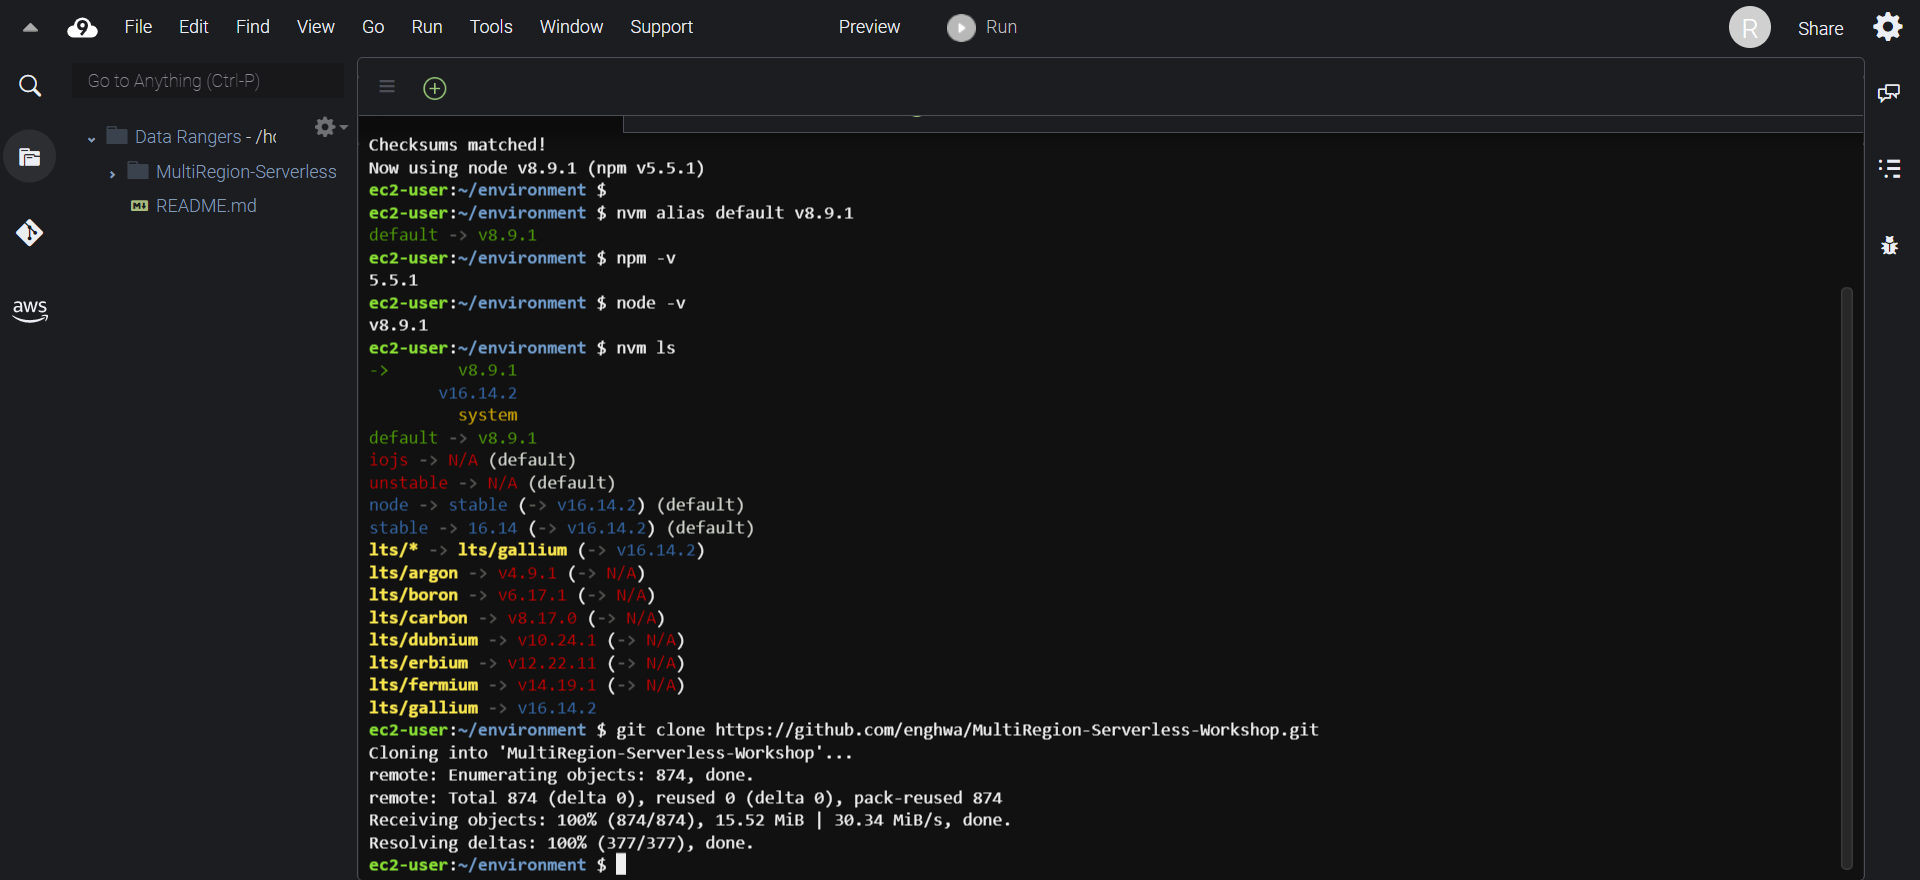 9 File Edit Find View Go Run Tools Window Support Preview Run R Share
Go to Anything (Ctrl-P)
Data Rangers - /hc
MultiRegion-Serverless
README.md
aws
Checksums matched!
Now using node v8.9.1 (npm v5.5.1)
ec2-user:~/environment $
ec2-user:~/environment $ nvm alias default v8.9.1
default -> v8.9.1
ec2-user:~/environment $ npm -v
5.5.1
ec2-user:~/environment $ node -v
v8.9.1
ec2-user:~/environment $ nvm ls
->       v8.9.1
       v16.14.2
         system
default -> v8.9.1
iojs -> N/A (default)
unstable -> N/A (default)
node -> stable (-> v16.14.2) (default)
stable -> 16.14 (-> v16.14.2) (default)
lts/* -> lts/gallium (-> v16.14.2)
lts/argon -> v4.9.1 (-> N/A)
lts/boron -> v6.17.1 (-> N/A)
lts/carbon -> v8.17.0 (-> N/A)
lts/dubnium -> v10.24.1 (-> N/A)
lts/erbium -> v12.22.11 (-> N/A)
lts/fermium -> v14.19.1 (-> N/A)
lts/gallium -> v16.14.2
ec2-user:~/environment $ git clone https://github.com/enghwa/MultiRegion-Serverless-Workshop.git
Cloning into 'MultiRegion-Serverless-Workshop'...
remote: Enumerating objects: 874, done.
remote: Total 874 (delta 0), reused 0 (delta 0), pack-reused 874
Receiving objects: 100% (874/874), 15.52 MiB | 30.34 MiB/s, done.
Resolving deltas: 100% (377/377), done.
ec2-user:~/environment $